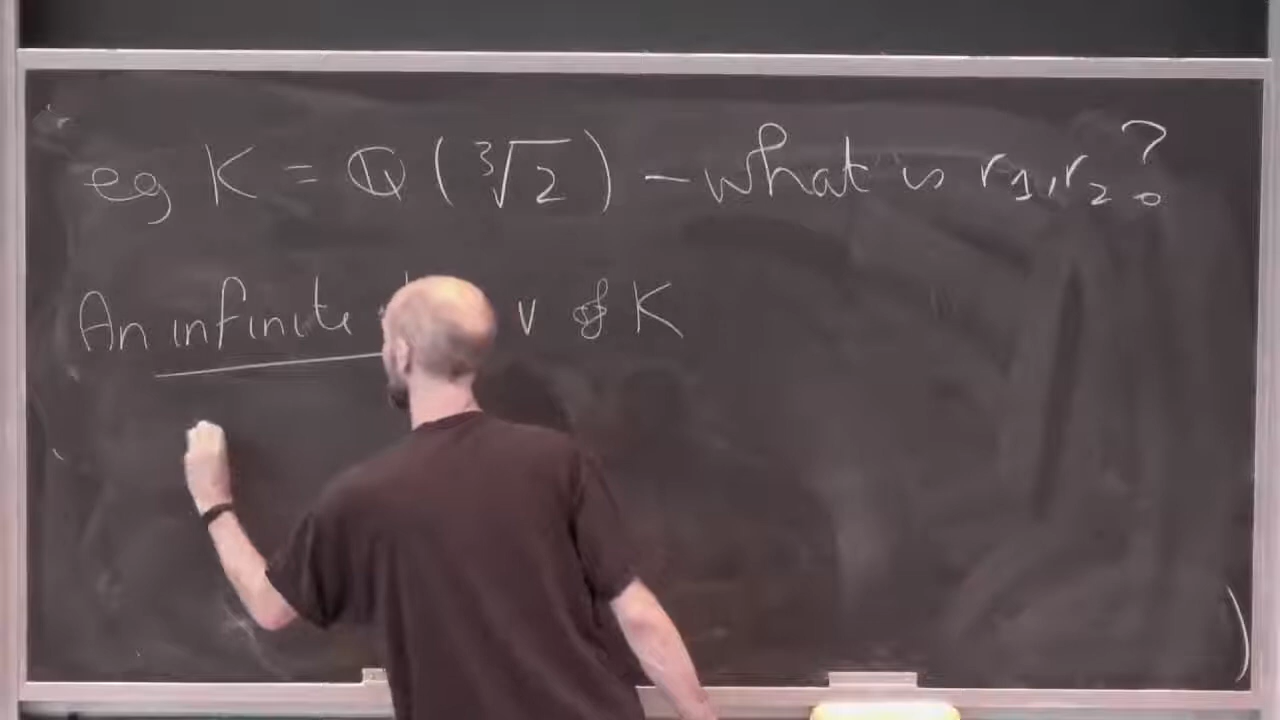 eg K = ℚ(∛2) – what is r₁,r₂?
An infinite v of K